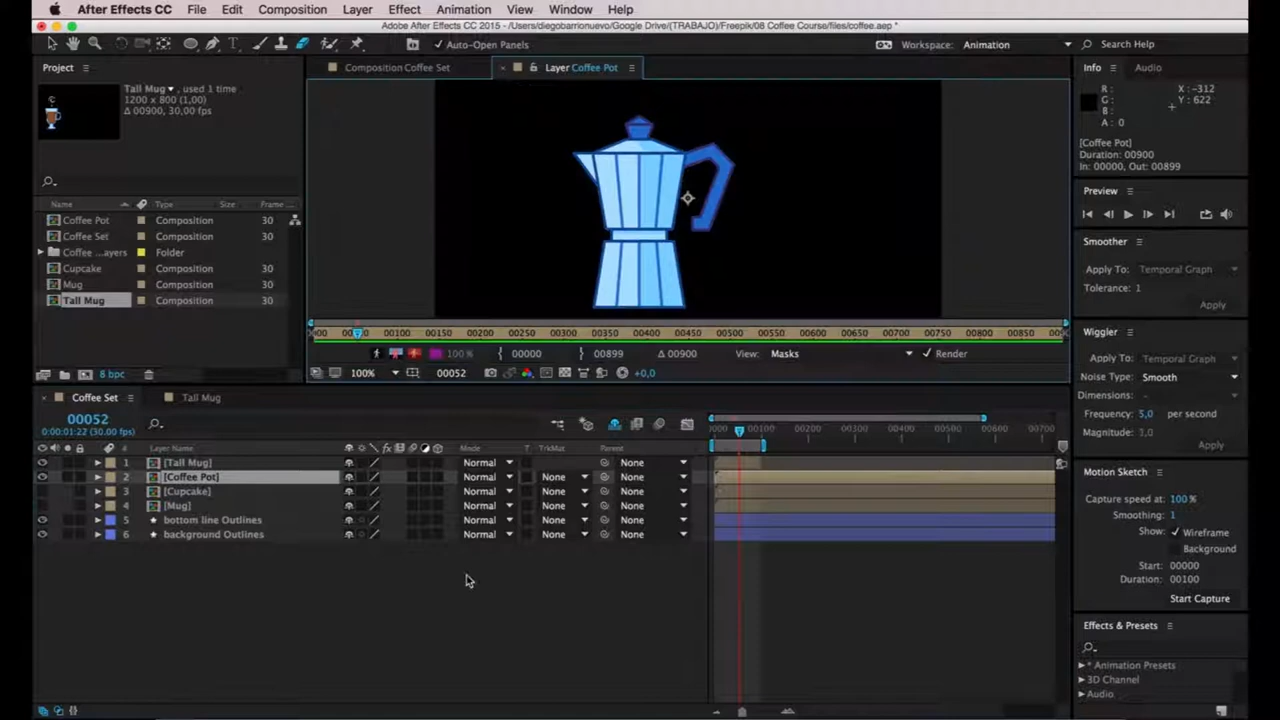 After Effects CC File Edit Composition Layer Effect Animation View Window Help
Adobe After Effects CC 2015 - /Users/diegobarrionuevo/Google Drive/(TRABAJO)/Freepik/08 Coffee Course/files/coffee.aep *
Auto-Open Panels Workspace: Animation Search Help
Project Composition Coffee Set Layer Coffee Pot Info Audio
Tall Mug, used 1 time
1200 x 800 (1,00)
Δ 00900, 30,00 fps
R : X : -312
G : Y : 622
B :
A : 0
[Coffee Pot]
Duration: 00900
In: 00000, Out: 00899
Preview
Name Type Size Frame
Coffee Pot Composition 30
Coffee Set Composition 30
Coffee ...ayers Folder
Cupcake Composition 30
Mug Composition 30
Tall Mug Composition 30
8 bpc
00100 00150 00200 00250 00300 00350 00400 00450 00500 00550 00600 00650 00700 00750 00800 00850
100 % 00000 00899 Δ 00900 View: Masks Render
100% 00052 +0,0
Smoother
Apply To: Temporal Graph
Tolerance: 1
Apply
Wiggler
Apply To: Temporal Graph
Noise Type: Smooth
Dimensions: -
Frequency: 5,0 per second
Magnitude: 1,0
Apply
Coffee Set Tall Mug
00052
0:00:01:22 (30.00 fps)
0000 00100 00200 00300 00400 00500 00600 00700
# Layer Name Mode T TrkMat Parent
1 [Tall Mug] Normal None
2 [Coffee Pot] Normal None None
3 [Cupcake] Normal None None
4 [Mug] Normal None None
5 bottom line Outlines Normal None None
6 background Outlines Normal None None
Motion Sketch
Capture speed at: 100 %
Smoothing: 1
Show: Wireframe
Background
Start: 00000
Duration: 00100
Start Capture
Effects & Presets
* Animation Presets
3D Channel
Audio